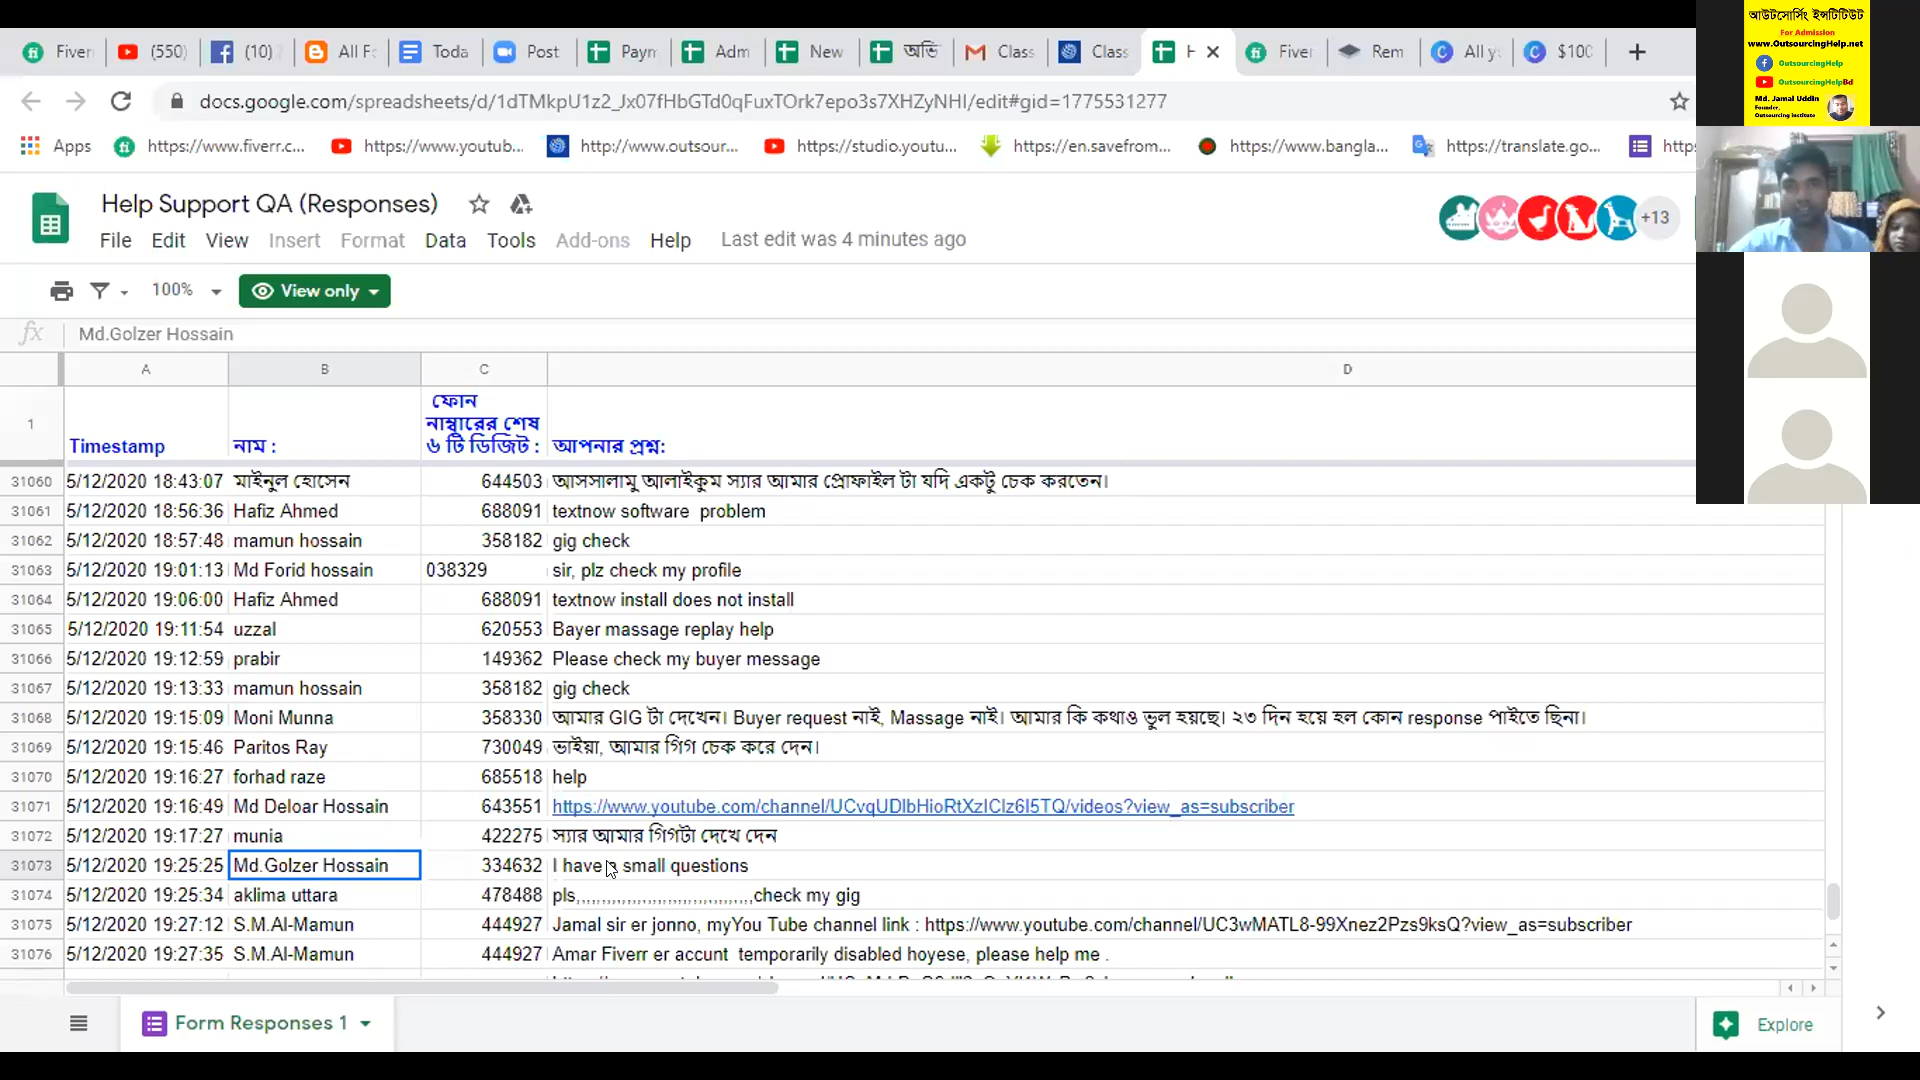 Fiver
(550)
(10)
All Fo
Toda
Post
Paym
Adm
New
অভি
Class
Class
H
Fiver
Rem
All y
$100
docs.google.com/spreadsheets/d/1dTMkpU1z2_Jx07fHbGTd0qFuxTOrk7epo3s7XHZyNHI/edit#gid=1775531277
Apps
https://www.fiverr.c...
https://www.youtub...
http://www.outsour...
https://studio.youtu...
https://en.savefrom...
https://www.bangla...
https://translate.go...
https
আউটসোর্সিং ইন্সটিটিউট
For Admission
www.OutsourcingHelp.net
OutsourcingHelp
OutsourcingHelpBd
Md. Jamal Uddin
Founder,
Outsourcing Institute
Help Support QA (Responses)
+13
File Edit View Insert Format Data Tools Add-ons Help Last edit was 4 minutes ago
100% View only
fx Md.Golzer Hossain
A B C D
1 Timestamp নাম : ফোন
নাম্বারের শেষ
৬ টি ডিজিট : আপনার প্রশ্ন:
31060 5/12/2020 18:43:07 মাইনুল হোসেন 644503 আসসালামু আলাইকুম স্যার আমার প্রোফাইল টা যদি একটু চেক করতেন।
31061 5/12/2020 18:56:36 Hafiz Ahmed 688091 textnow software problem
31062 5/12/2020 18:57:48 mamun hossain 358182 gig check
31063 5/12/2020 19:01:13 Md Forid hossain 038329 sir, plz check my profile
31064 5/12/2020 19:06:00 Hafiz Ahmed 688091 textnow install does not install
31065 5/12/2020 19:11:54 uzzal 620553 Bayer massage replay help
31066 5/12/2020 19:12:59 prabir 149362 Please check my buyer message
31067 5/12/2020 19:13:33 mamun hossain 358182 gig check
31068 5/12/2020 19:15:09 Moni Munna 358330 আমার GIG টা দেখেন। Buyer request নাই, Massage নাই। আমার কি কথাও ভুল হয়ছে। ২৩ দিন হয়ে হল কোন response পাইতে ছিনা।
31069 5/12/2020 19:15:46 Paritos Ray 730049 ভাইয়া, আমার গিগ চেক করে দেন।
31070 5/12/2020 19:16:27 forhad raze 685518 help
31071 5/12/2020 19:16:49 Md Deloar Hossain 643551 https://www.youtube.com/channel/UCvqUDlbHioRtXzIClz6I5TQ/videos?view_as=subscriber
31072 5/12/2020 19:17:27 munia 422275 স্যার আমার গিগটা দেখে দেন
31073 5/12/2020 19:25:25 Md.Golzer Hossain 334632 I have a small questions
31074 5/12/2020 19:25:34 aklima uttara 478488 pls,,,,,,,,,,,,,,,,,,,,,,,,,,,,,,,,,,,check my gig
31075 5/12/2020 19:27:12 S.M.Al-Mamun 444927 Jamal sir er jonno, myYou Tube channel link : https://www.youtube.com/channel/UC3wMATL8-99Xnez2Pzs9ksQ?view_as=subscriber
31076 5/12/2020 19:27:35 S.M.Al-Mamun 444927 Amar Fiverr er accunt temporarily disabled hoyese, please help me .
Form Responses 1
Explore